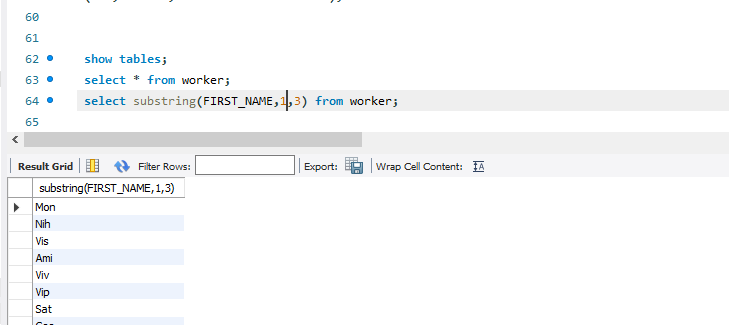 60
61
62 show tables;
63 select * from worker;
64 select substring(FIRST_NAME,1,3) from worker;
65
Result Grid Filter Rows: Export: Wrap Cell Content: IA
substring(FIRST_NAME,1,3)
Mon
Nih
Vis
Ami
Viv
Vip
Sat